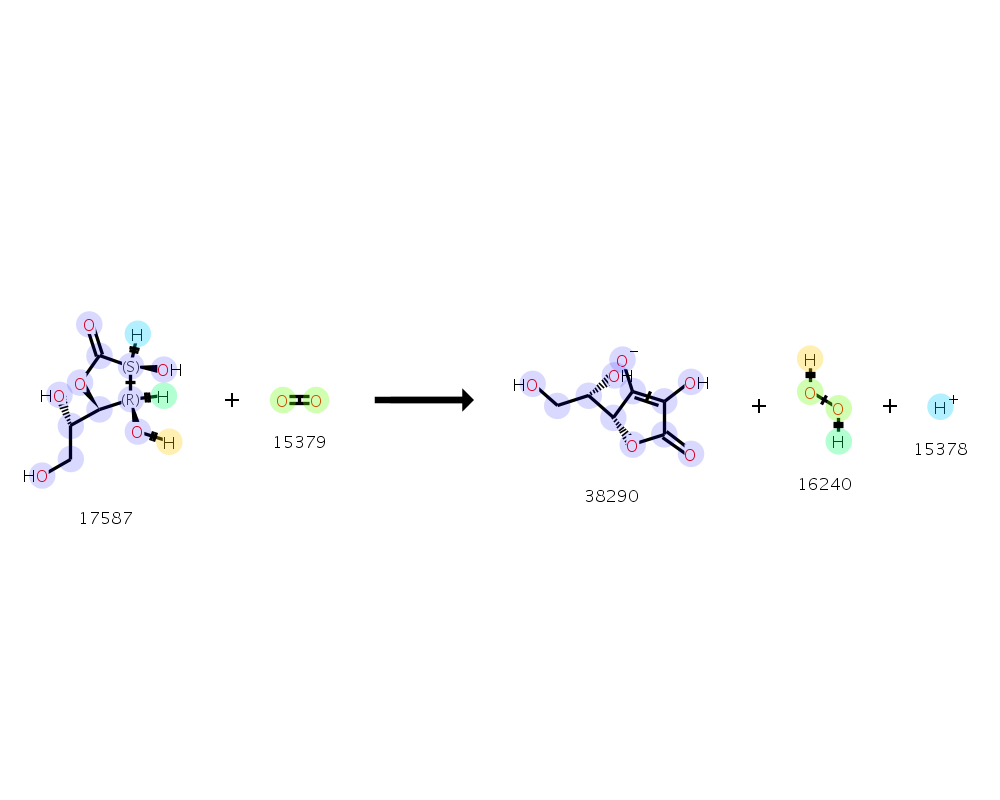 O H
(S) OH
O
HO (R) H
O H
HO
17587
+
O O
15379
O⁻
HO OH OH
O O
38290
+
H
O
O
H
16240
+
H⁺
15378